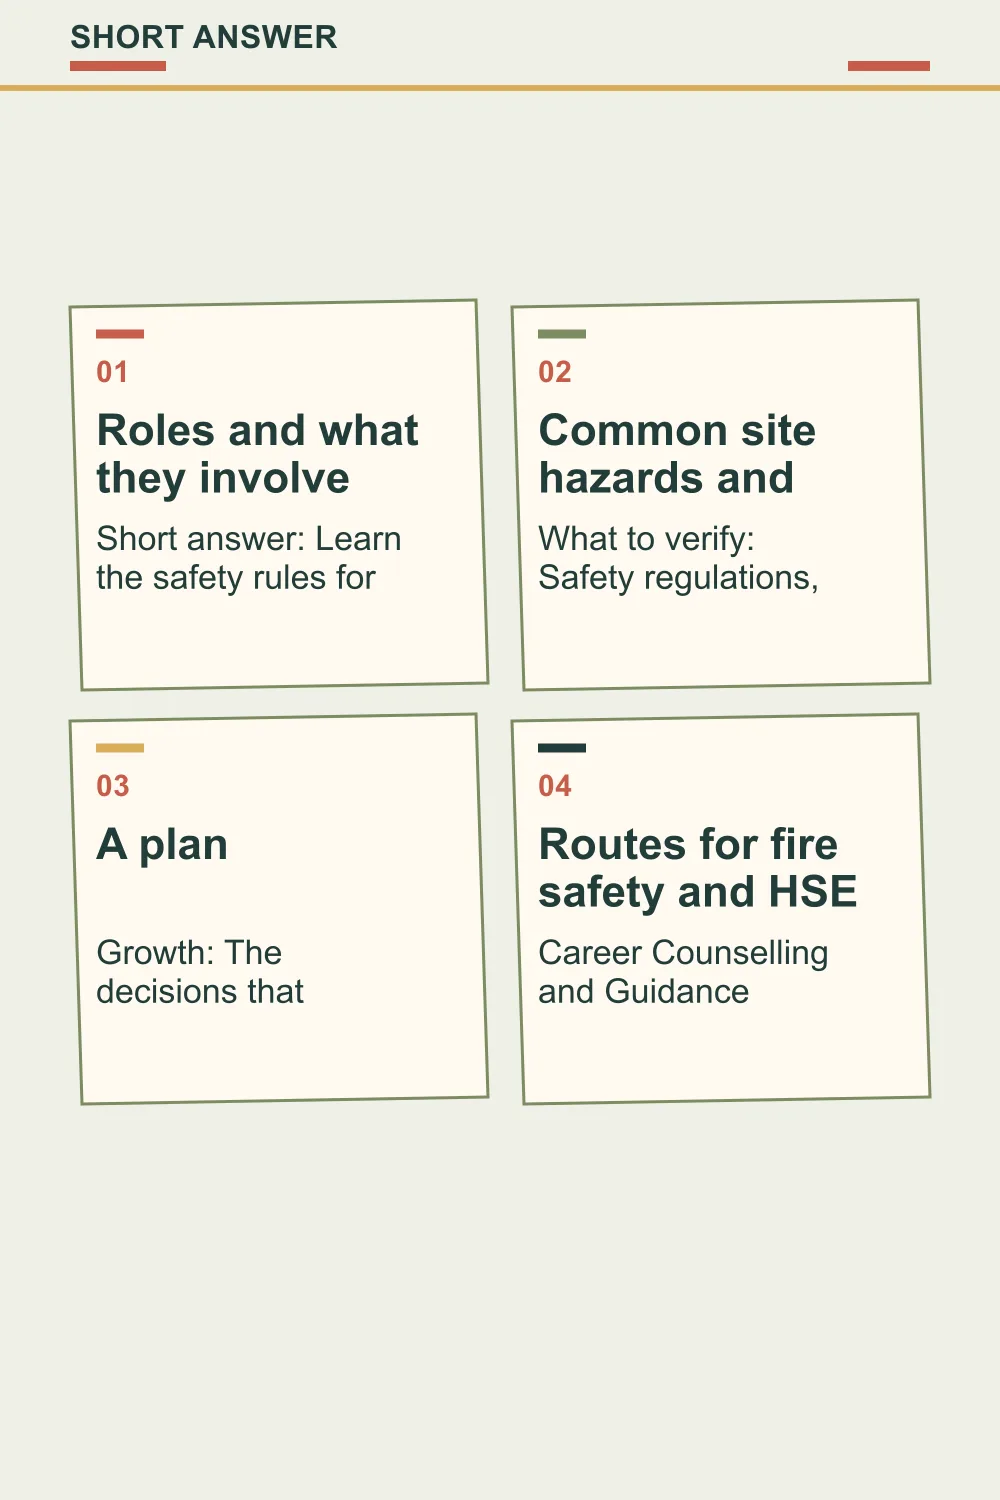 SHORT ANSWER
01
Roles and what
they involve
Short answer: Learn
the safety rules for
02
Common site
hazards and
What to verify:
Safety regulations,
03
A plan
Growth: The
decisions that
04
Routes for fire
safety and HSE
Career Counselling
and Guidance